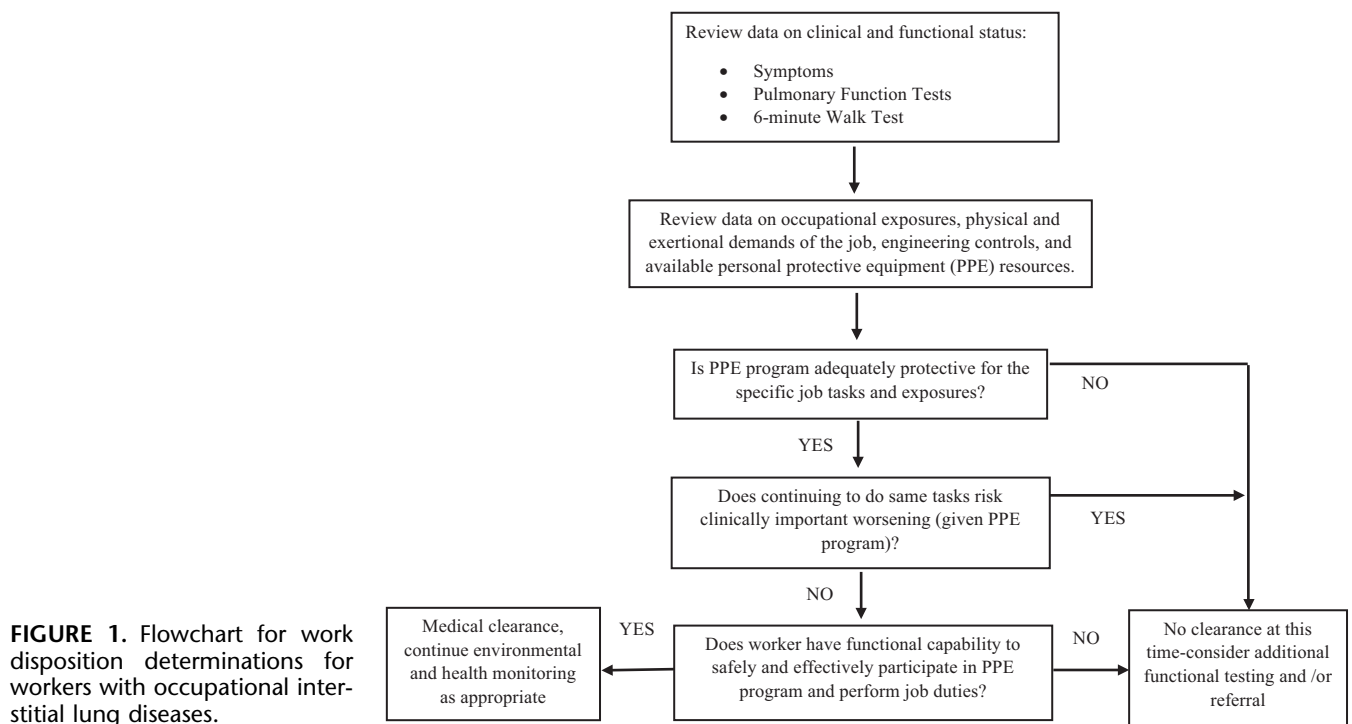 Review data on clinical and functional status:
• Symptoms
• Pulmonary Function Tests
• 6-minute Walk Test
Review data on occupational exposures, physical and
exertional demands of the job, engineering controls, and
available personal protective equipment (PPE) resources.
Is PPE program adequately protective for the
specific job tasks and exposures?
NO
YES
Does continuing to do same tasks risk
clinically important worsening (given PPE
program)?
YES
NO
Does worker have functional capability to
safely and effectively participate in PPE
program and perform job duties?
YES
Medical clearance,
continue environmental
and health monitoring
as appropriate
NO
No clearance at this
time-consider additional
functional testing and /or
referral
FIGURE 1. Flowchart for work
disposition determinations for
workers with occupational inter-
stitial lung diseases.